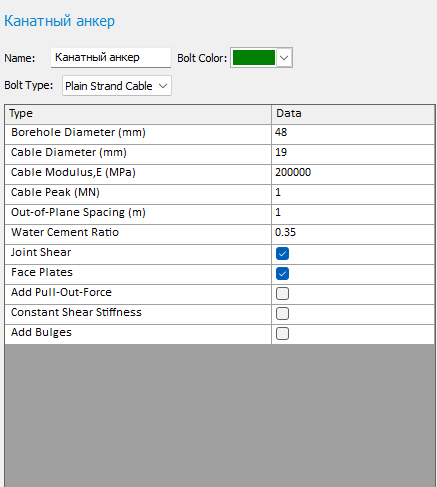 Канатный анкер
Name: Канатный анкер Bolt Color:
Bolt Type: Plain Strand Cable
Type Data
Borehole Diameter (mm) 48
Cable Diameter (mm) 19
Cable Modulus,E (MPa) 200000
Cable Peak (MN) 1
Out-of-Plane Spacing (m) 1
Water Cement Ratio 0.35
Joint Shear
Face Plates
Add Pull-Out-Force
Constant Shear Stiffness
Add Bulges